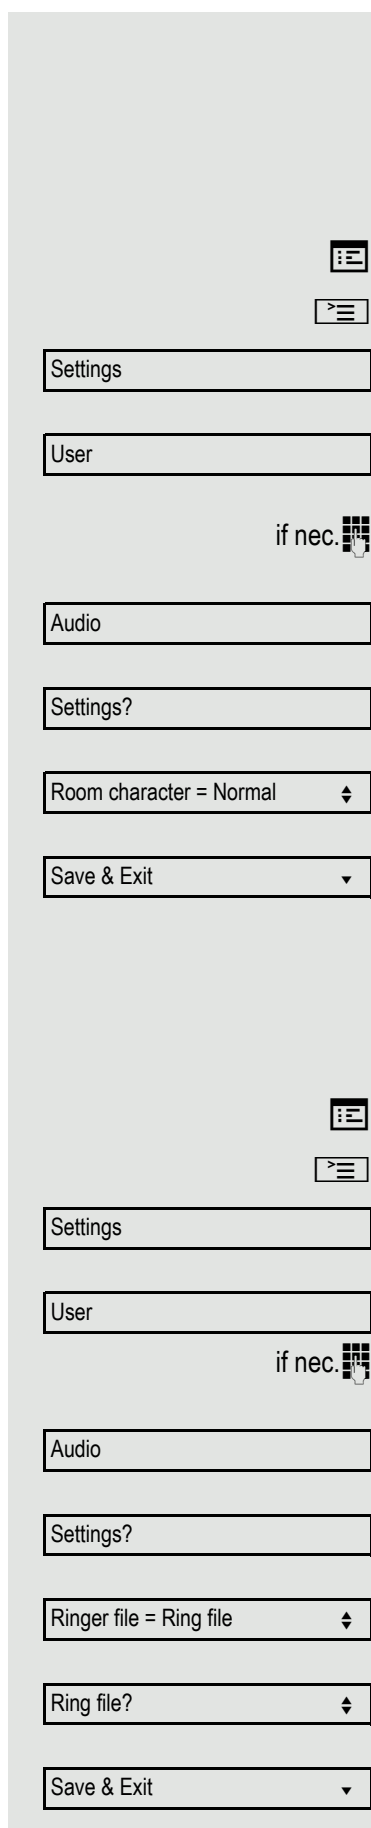 Settings
User
if nec.
Audio
Settings?
Room character = Normal
Save & Exit
Settings
User
if nec.
Audio
Settings?
Ringer file = Ring file
Ring file?
Save & Exit